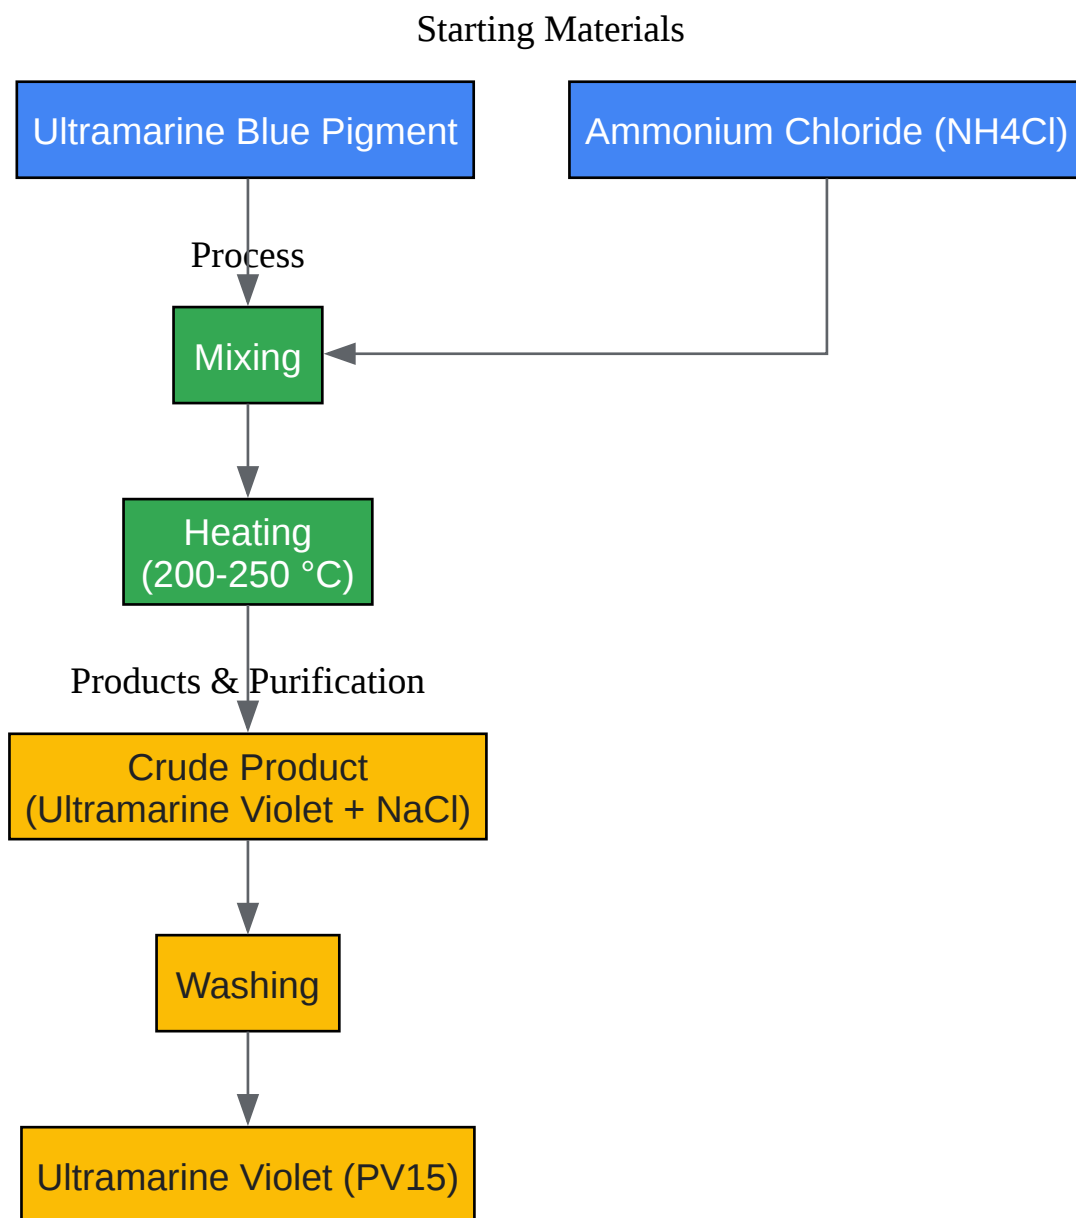 Starting Materials
Ultramarine Blue Pigment
Ammonium Chloride (NH4Cl)
Process
Mixing
Heating
(200-250 °C)
Products & Purification
Crude Product
(Ultramarine Violet + NaCl)
Washing
Ultramarine Violet (PV15)